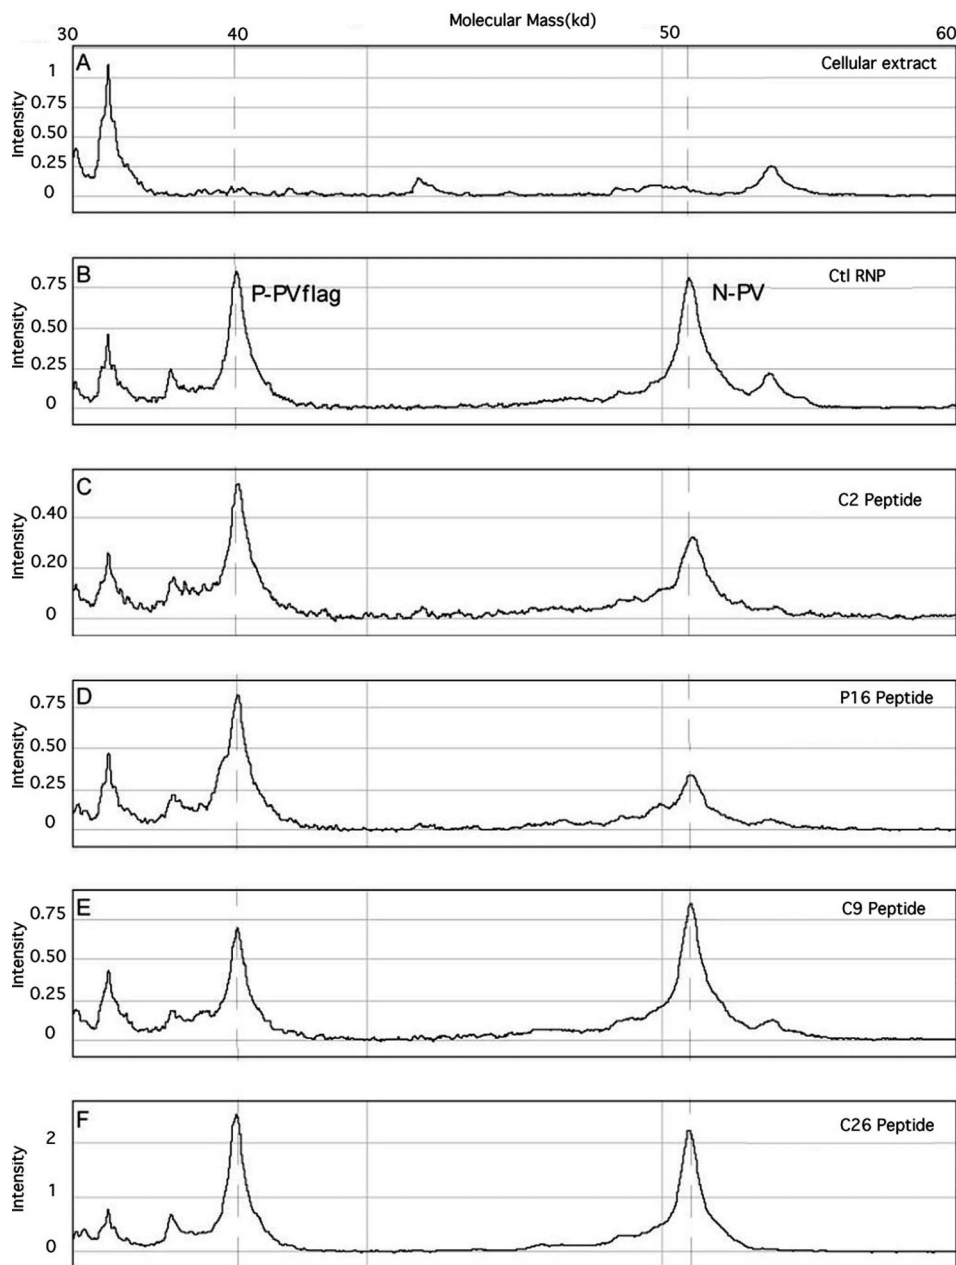 Molecular Mass(kd)
30 40 50 60
A
Cellular extract
Intensity
1
0.75
0.50
0.25
0
B
P-PVflag
N-PV
Ctl RNP
Intensity
0.75
0.50
0.25
0
C
C2 Peptide
Intensity
0.40
0.20
0
D
P16 Peptide
Intensity
0.75
0.50
0.25
0
E
C9 Peptide
Intensity
0.75
0.50
0.25
0
F
C26 Peptide
Intensity
2
1
0